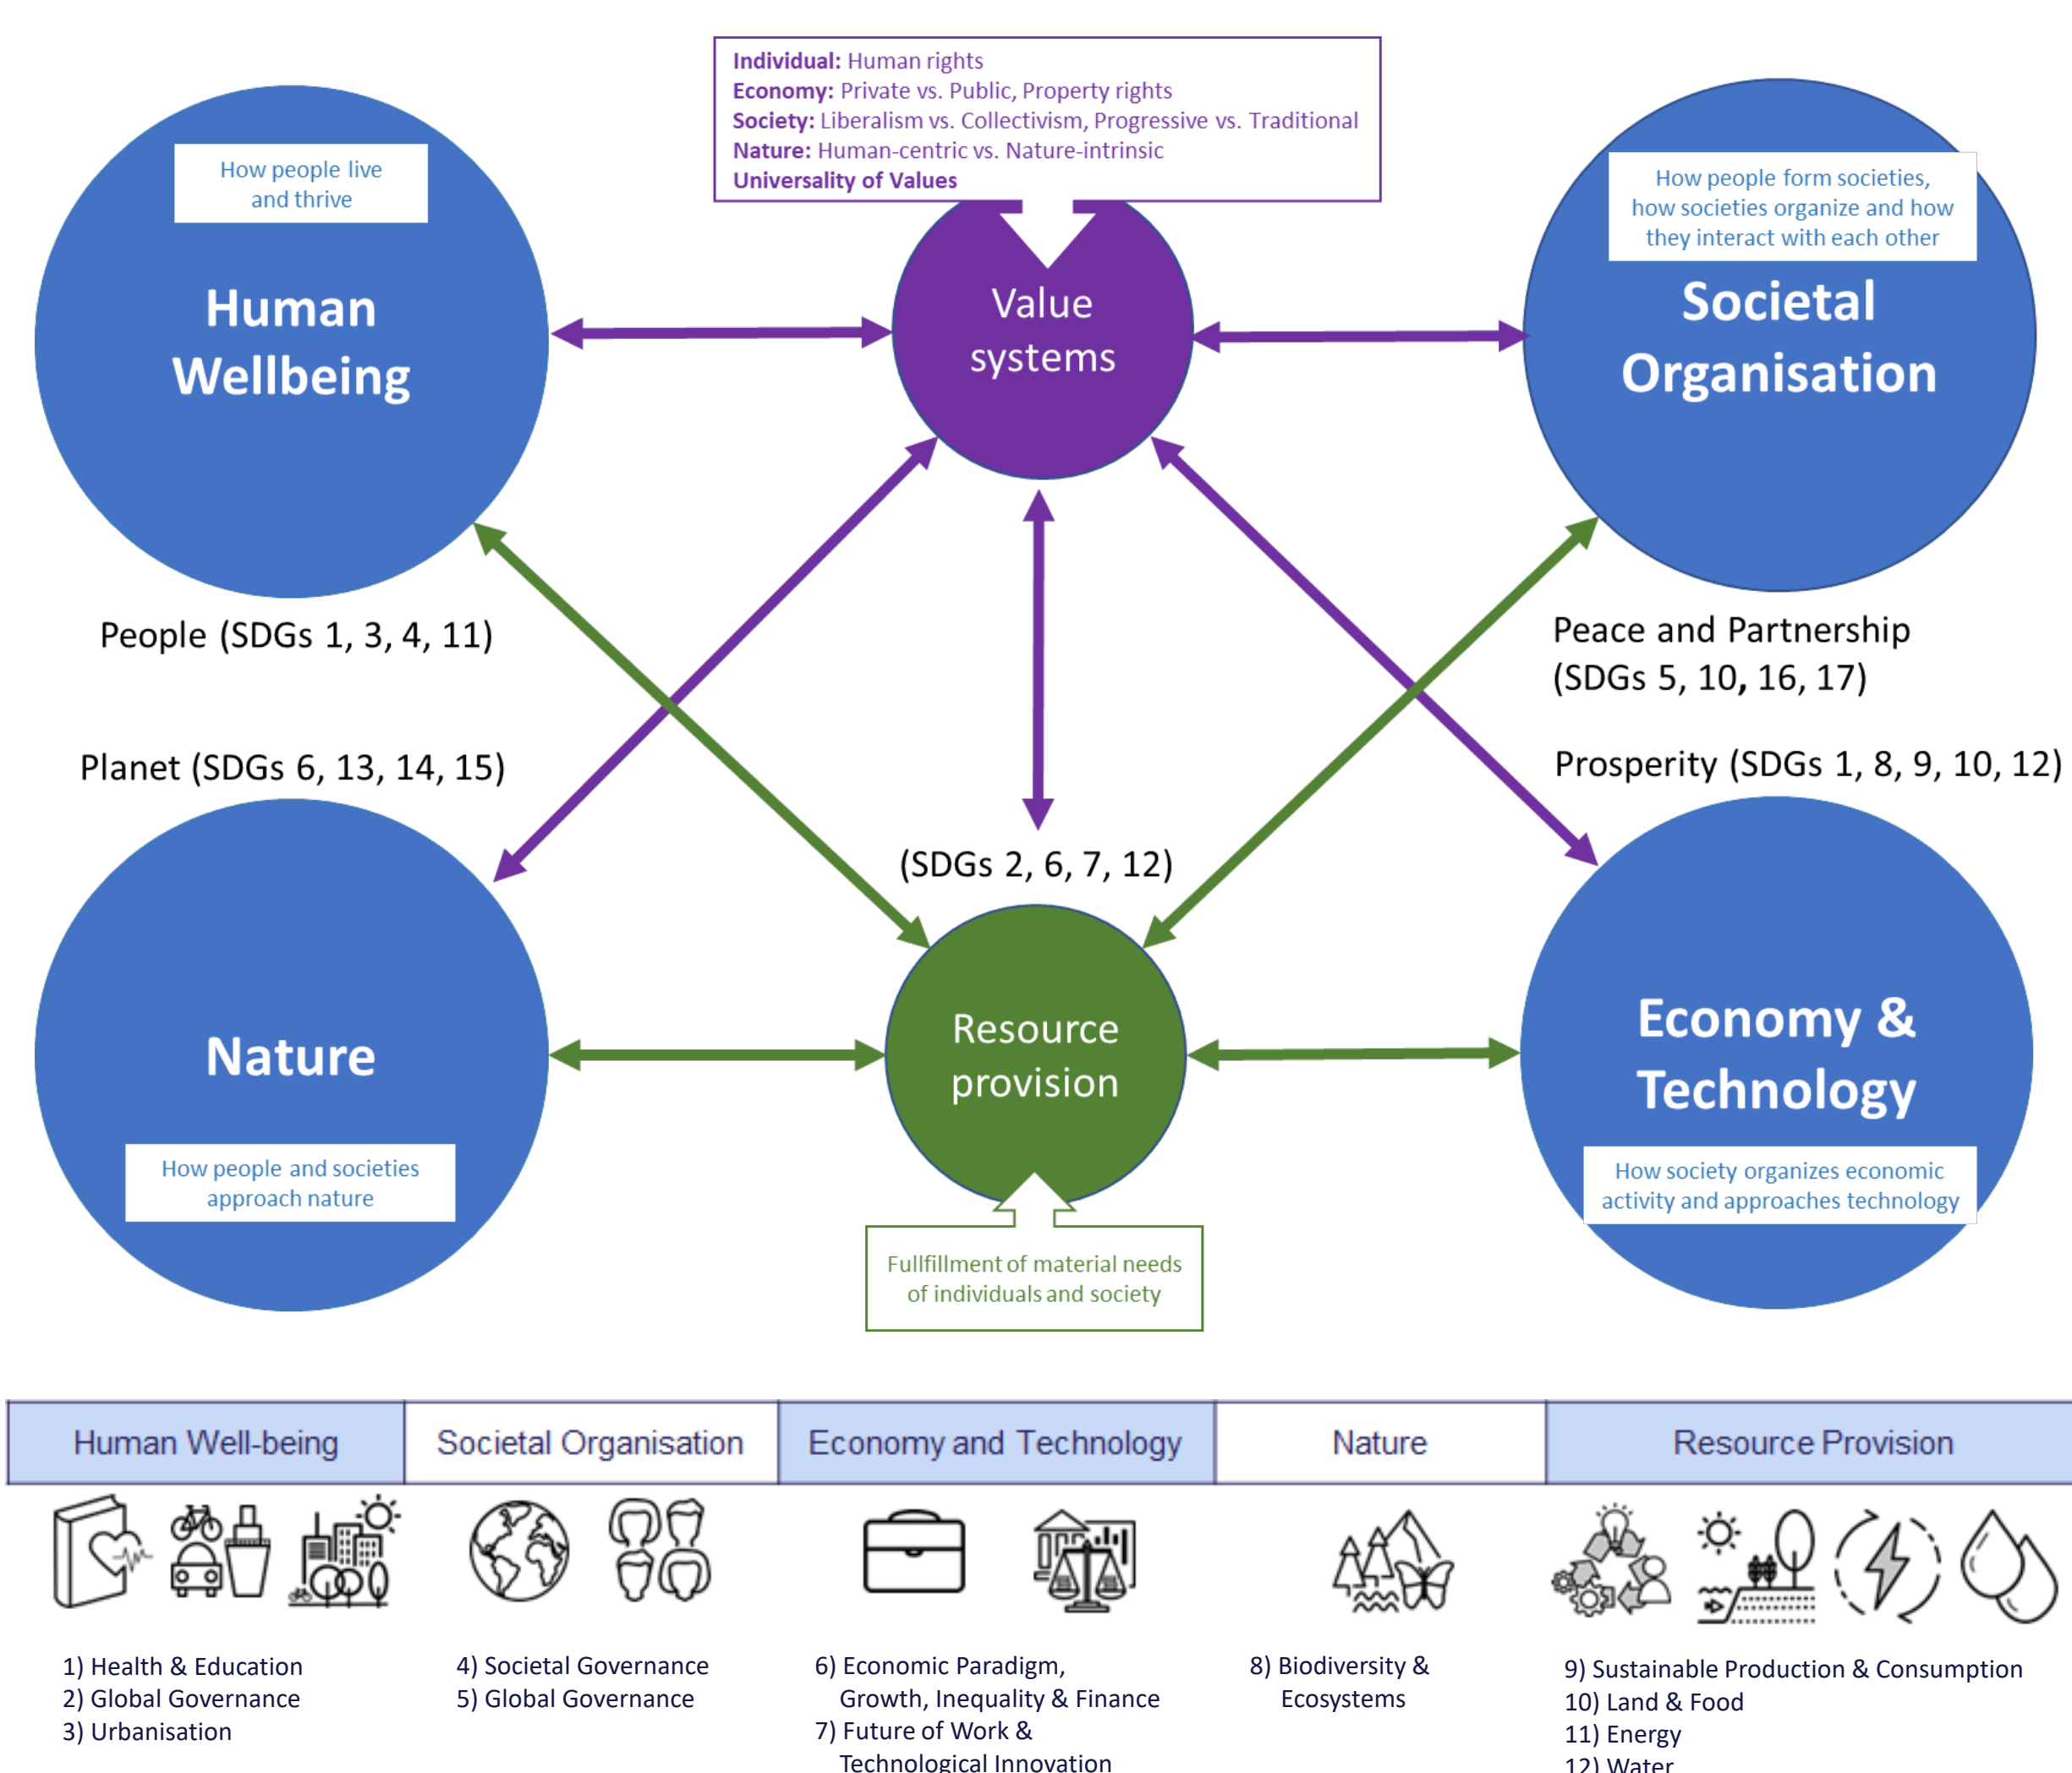 Individual: Human rights
Economy: Private vs. Public, Property rights
Society: Liberalism vs. Collectivism, Progressive vs. Traditional
Nature: Human-centric vs. Nature-intrinsic
Universality of Values
How people live
and thrive
Human
Wellbeing
Value
systems
How people form societies,
how societies organize and how
they interact with each other
Societal
Organisation
People (SDGs 1, 3, 4, 11)
Peace and Partnership
(SDGs 5, 10, 16, 17)
Planet (SDGs 6, 13, 14, 15)
Prosperity (SDGs 1, 8, 9, 10, 12)
(SDGs 2, 6, 7, 12)
Nature
How people and societies
approach nature
Resource
provision
Fullfillment of material needs
of individuals and society
Economy &
Technology
How society organizes economic
activity and approaches technology
Human Well-being
Societal Organisation
Economy and Technology
Nature
Resource Provision
1) Health & Education
2) Global Governance
3) Urbanisation
4) Societal Governance
5) Global Governance
6) Economic Paradigm,
Growth, Inequality & Finance
7) Future of Work &
Technological Innovation
8) Biodiversity &
Ecosystems
9) Sustainable Production & Consumption
10) Land & Food
11) Energy
12) Water